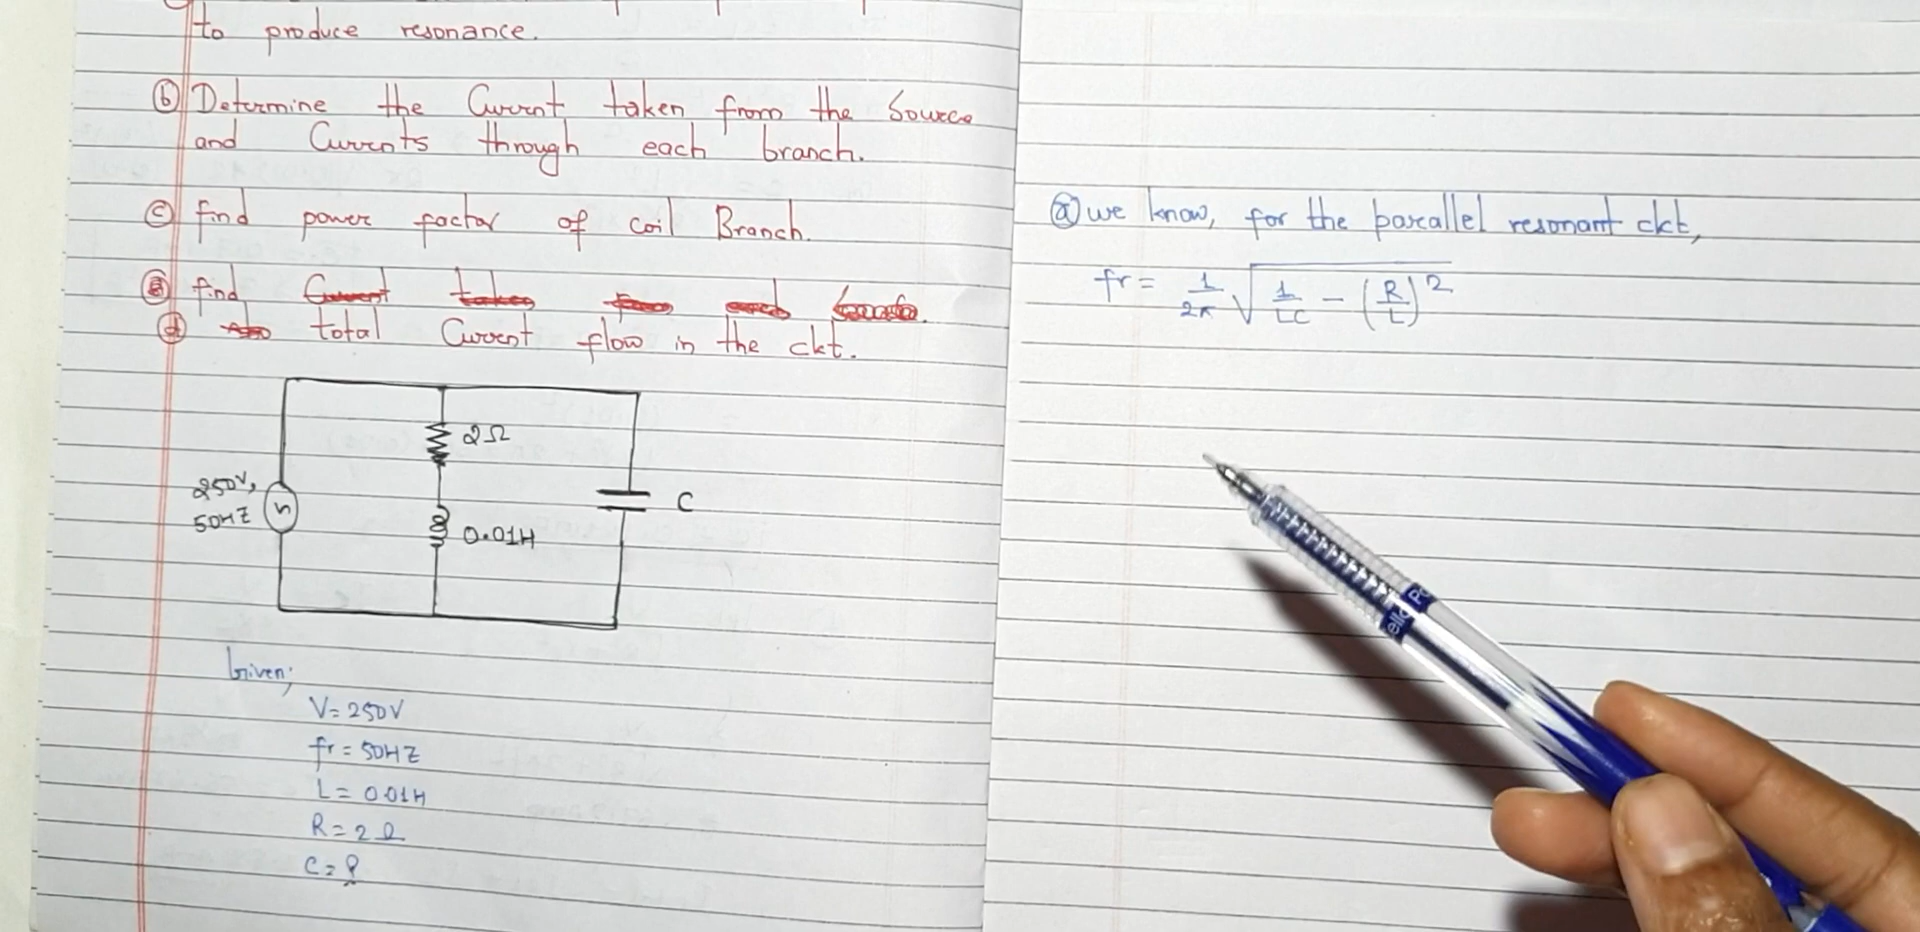 to produce resonance.
ⓑ Determine the Current taken from the Source
and Currents through each branch.
ⓒ find power factor of coil Branch.
find
ⓓ total Current flow in the ckt.
2Ω
250V,
50HZ
C
0.01H
Given;
V = 250V
fr = 50HZ
L = 0.01H
R = 2Ω
C = ?
ⓐ we know, for the parallel resonant ckt,
fr = 1/2π √(1/LC - (R/L)²)